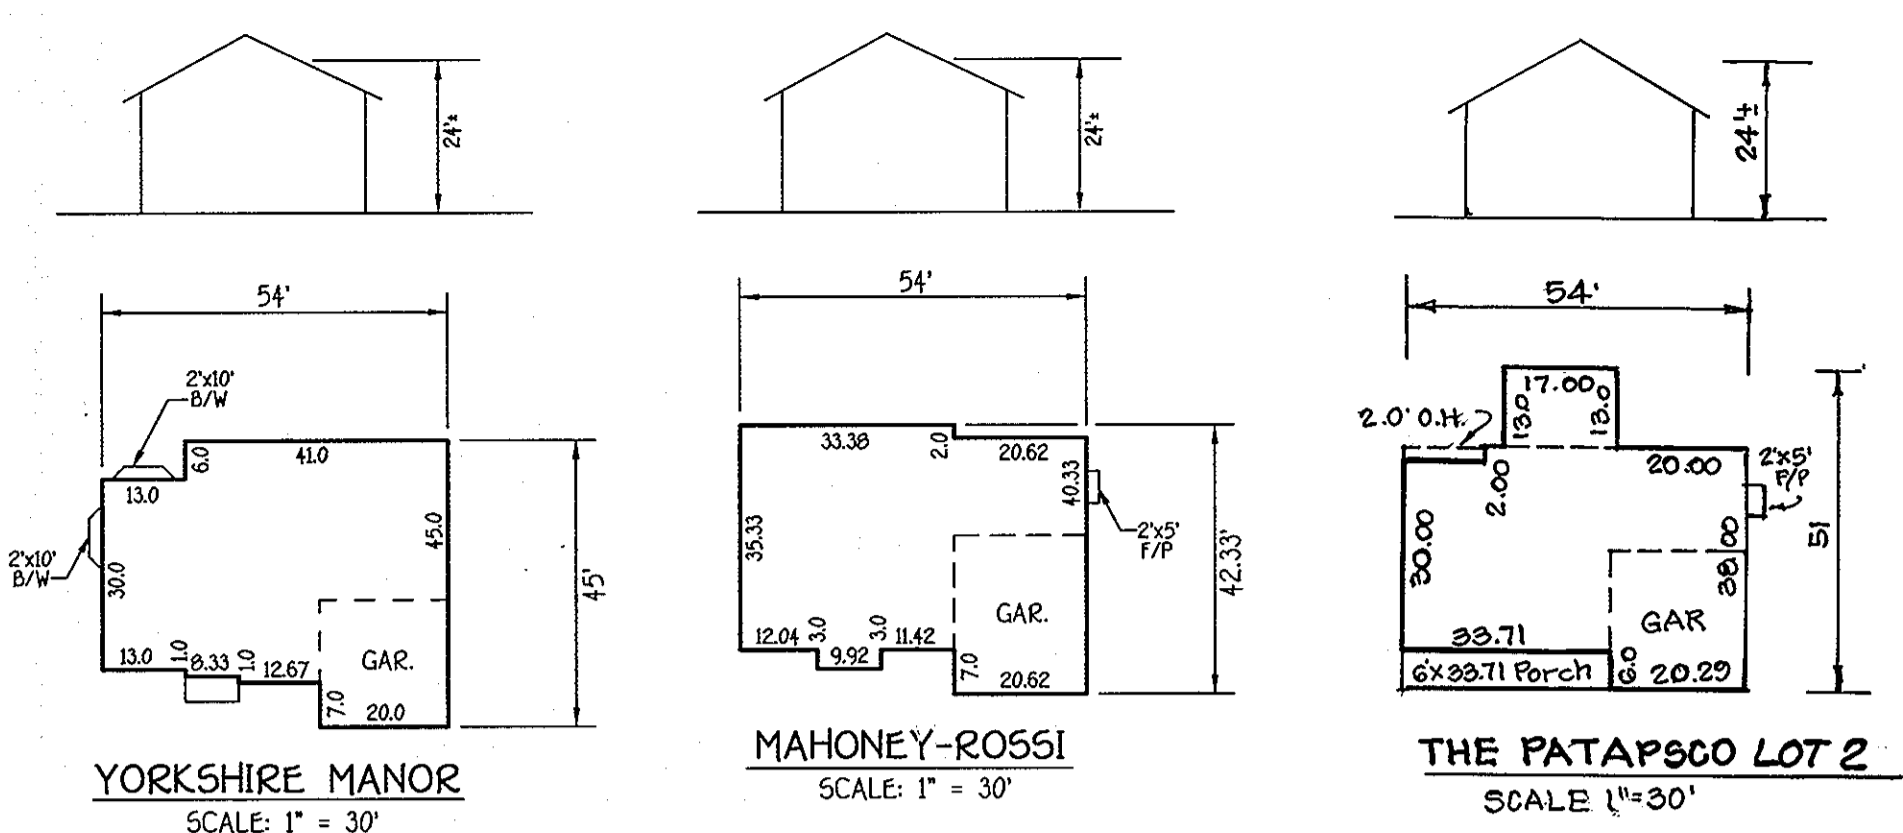 24'±
54'
2'x10'
B/W
6.0
41.0
13.0
2'x10'
B/W
30.0
45.0
45'
13.0
1.0
8.33
1.0
12.67
GAR.
7.0
20.0
YORKSHIRE MANOR
SCALE: 1" = 30'
24'±
54'
33.38
2.0
20.62
40.33
35.33
2'x5'
F/P
42.33'
GAR.
12.04
3.0
9.92
3.0
11.42
7.0
20.62
MAHONEY-ROSSI
SCALE: 1" = 30'
24'±
54'
17.00
13.0
13.0
2.0' O.H.
2.00
20.00
2'x5'
F/P
30.00
38.00
51
GAR
33.71
6'x33.71 Porch
6.0
20.29
THE PATAPSCO LOT 2
SCALE 1"=30'